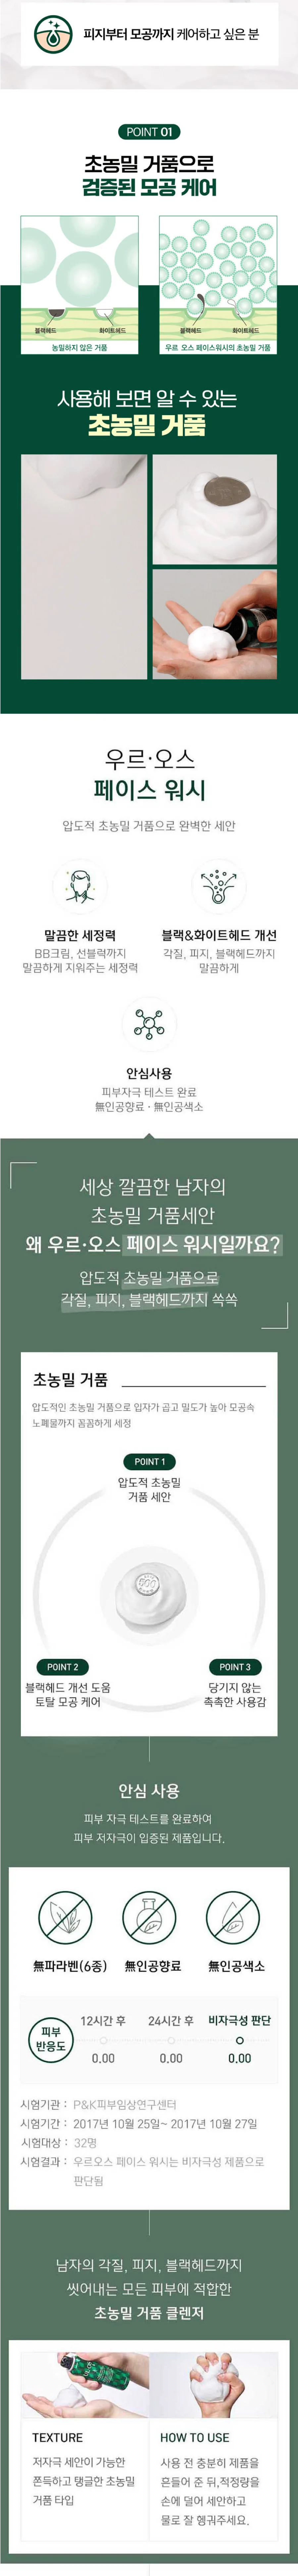 피지부터 모공까지 케어하고 싶은 분
POINT 01
초농밀 거품으로
검증된 모공 케어
블랙헤드
화이트헤드
블랙헤드
화이트헤드
농밀하지 않은 거품
우르 오스 페이스워시의 초농밀 거품
사용해 보면 알 수 있는
초농밀 거품
우르·오스
페이스 워시
압도적 초농밀 거품으로 완벽한 세안
말끔한 세정력
BB크림, 선블럭까지
말끔하게 지워주는 세정력
블랙&화이트헤드 개선
각질, 피지, 블랙헤드까지
말끔하게
안심사용
피부자극 테스트 완료
無인공향료 · 無인공색소
세상 깔끔한 남자의
초농밀 거품세안
왜 우르·오스 페이스 워시일까요?
압도적 초농밀 거품으로
각질, 피지, 블랙헤드까지 쏙쏙
초농밀 거품
압도적인 초농밀 거품으로 입자가 곱고 밀도가 높아 모공속
노폐물까지 꼼꼼하게 세정
POINT 1
압도적 초농밀
거품 세안
500
POINT 2
블랙헤드 개선 도움
토탈 모공 케어
POINT 3
당기지 않는
촉촉한 사용감
안심 사용
피부 자극 테스트를 완료하여
피부 저자극이 입증된 제품입니다.
無파라벤(6종)
無인공향료
無인공색소
피부
반응도
12시간 후
24시간 후
비자극성 판단
0.00
0.00
0.00
시험기관 : P&K피부임상연구센터
시험기간 : 2017년 10월 25일~ 2017년 10월 27일
시험대상 : 32명
시험결과 : 우르오스 페이스 워시는 비자극성 제품으로
판단됨
남자의 각질, 피지, 블랙헤드까지
씻어내는 모든 피부에 적합한
초농밀 거품 클렌저
TEXTURE
저자극 세안이 가능한
쫀득하고 탱글한 초농밀
거품 타입
HOW TO USE
사용 전 충분히 제품을
흔들어 준 뒤,적정량을
손에 덜어 세안하고
물로 잘 헹궈주세요.